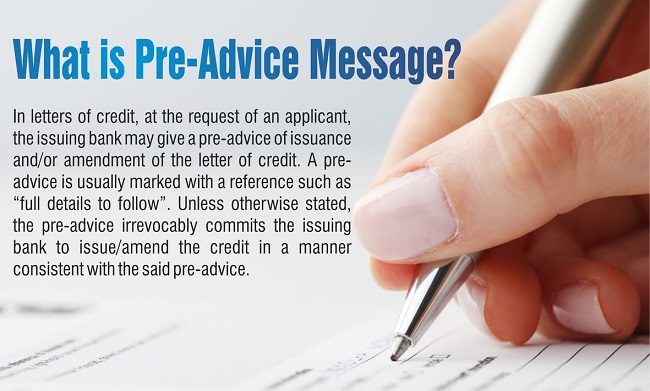 What is Pre-Advice Message?
In letters of credit, at the request of an applicant,
the issuing bank may give a pre-advice of issuance
and/or amendment of the letter of credit. A pre-
advice is usually marked with a reference such as
“full details to follow”. Unless otherwise stated,
the pre-advice irrevocably commits the issuing
bank to issue/amend the credit in a manner
consistent with the said pre-advice.